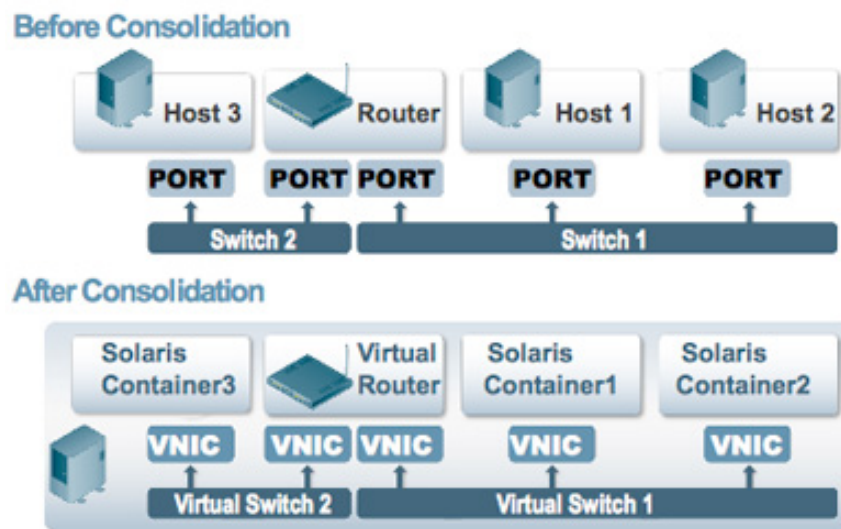 Before Consolidation
Host 3
Router
Host 1
Host 2
PORT
PORT
PORT
PORT
PORT
Switch 2
Switch 1
After Consolidation
Solaris
Container3
Virtual
Router
Solaris
Container1
Solaris
Container2
VNIC
VNIC
VNIC
VNIC
VNIC
Virtual Switch 2
Virtual Switch 1